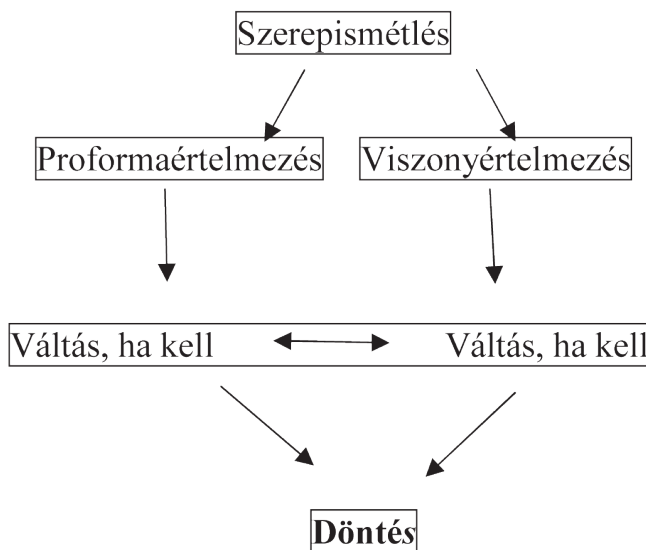 Szerepismétlés
Proformaértelmezés Viszonyértelmezés
Váltás, ha kell Váltás, ha kell
Döntés